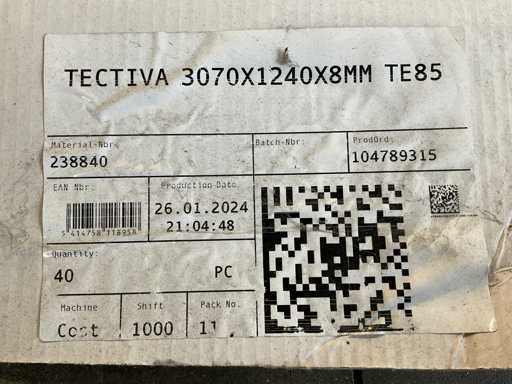 TECTIVA 3070X1240X8MM TE85
Material-Nbr:
238840
Batch-Nbr:
ProdOrd:
104789315
EAN Nbr:
Production Date
26.01.2024
21:04:48
Quantity:
40 PC
Machine
Shift
1000
Pack No.
11